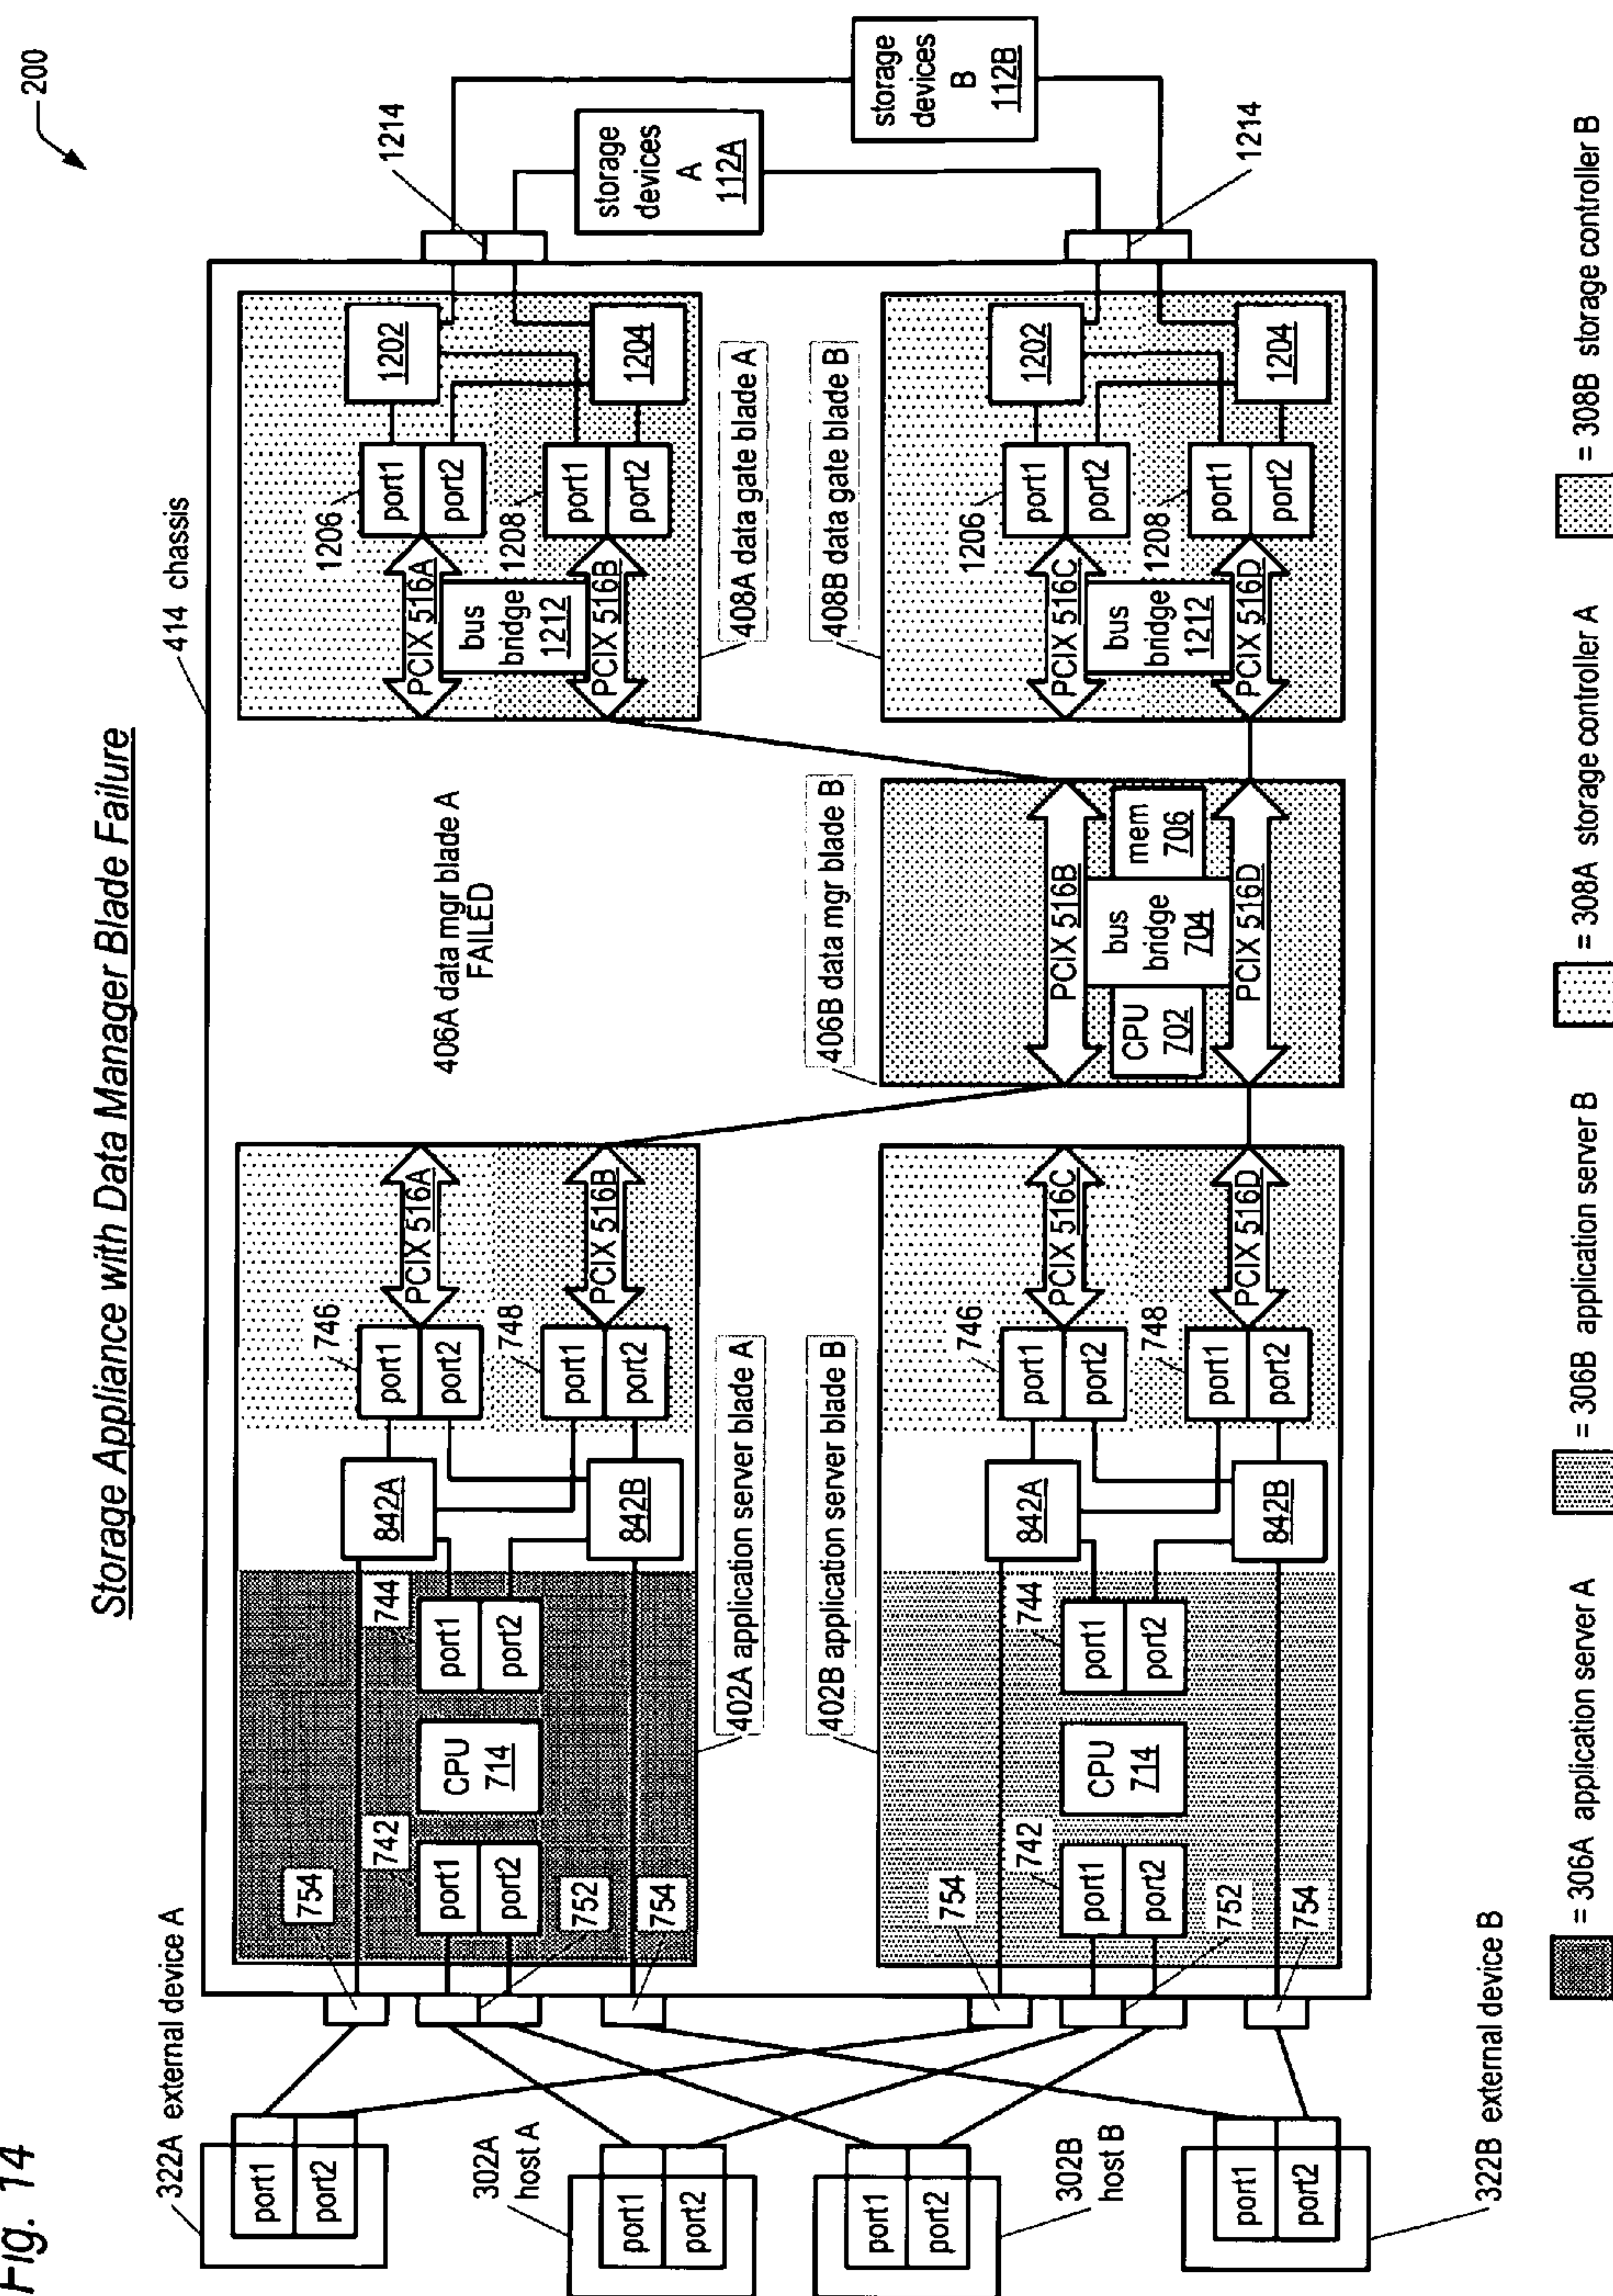 Fig. 14
Storage Appliance with Data Manager Blade Failure
200
414 chassis
322A external device A
port1
port2
302A
host A
port1
port2
302B
host B
port1
port2
322B external device B
port1
port2
754
742
port1
port2
752
754
CPU
714
744
port1
port2
842A
842B
746
port1
port2
748
port1
port2
PCIX 516A
PCIX 516B
402A application server blade A
402B application server blade B
754
742
port1
port2
752
754
CPU
714
744
port1
port2
842A
842B
746
port1
port2
748
port1
port2
PCIX 516C
PCIX 516D
406A data mgr blade A
FAILED
406B data mgr blade B
PCIX 516B
CPU
702
bus
bridge
704
mem
706
PCIX 516D
PCIX 516A
bus
bridge
1212
PCIX 516B
1206
port1
port2
1208
port1
port2
1202
1204
408A data gate blade A
408B data gate blade B
PCIX 516C
bus
bridge
1212
PCIX 516D
1206
port1
port2
1208
port1
port2
1202
1204
1214
1214
storage
devices
A
112A
storage
devices
B
112B
= 306A application server A
= 306B application server B
= 308A storage controller A
= 308B storage controller B